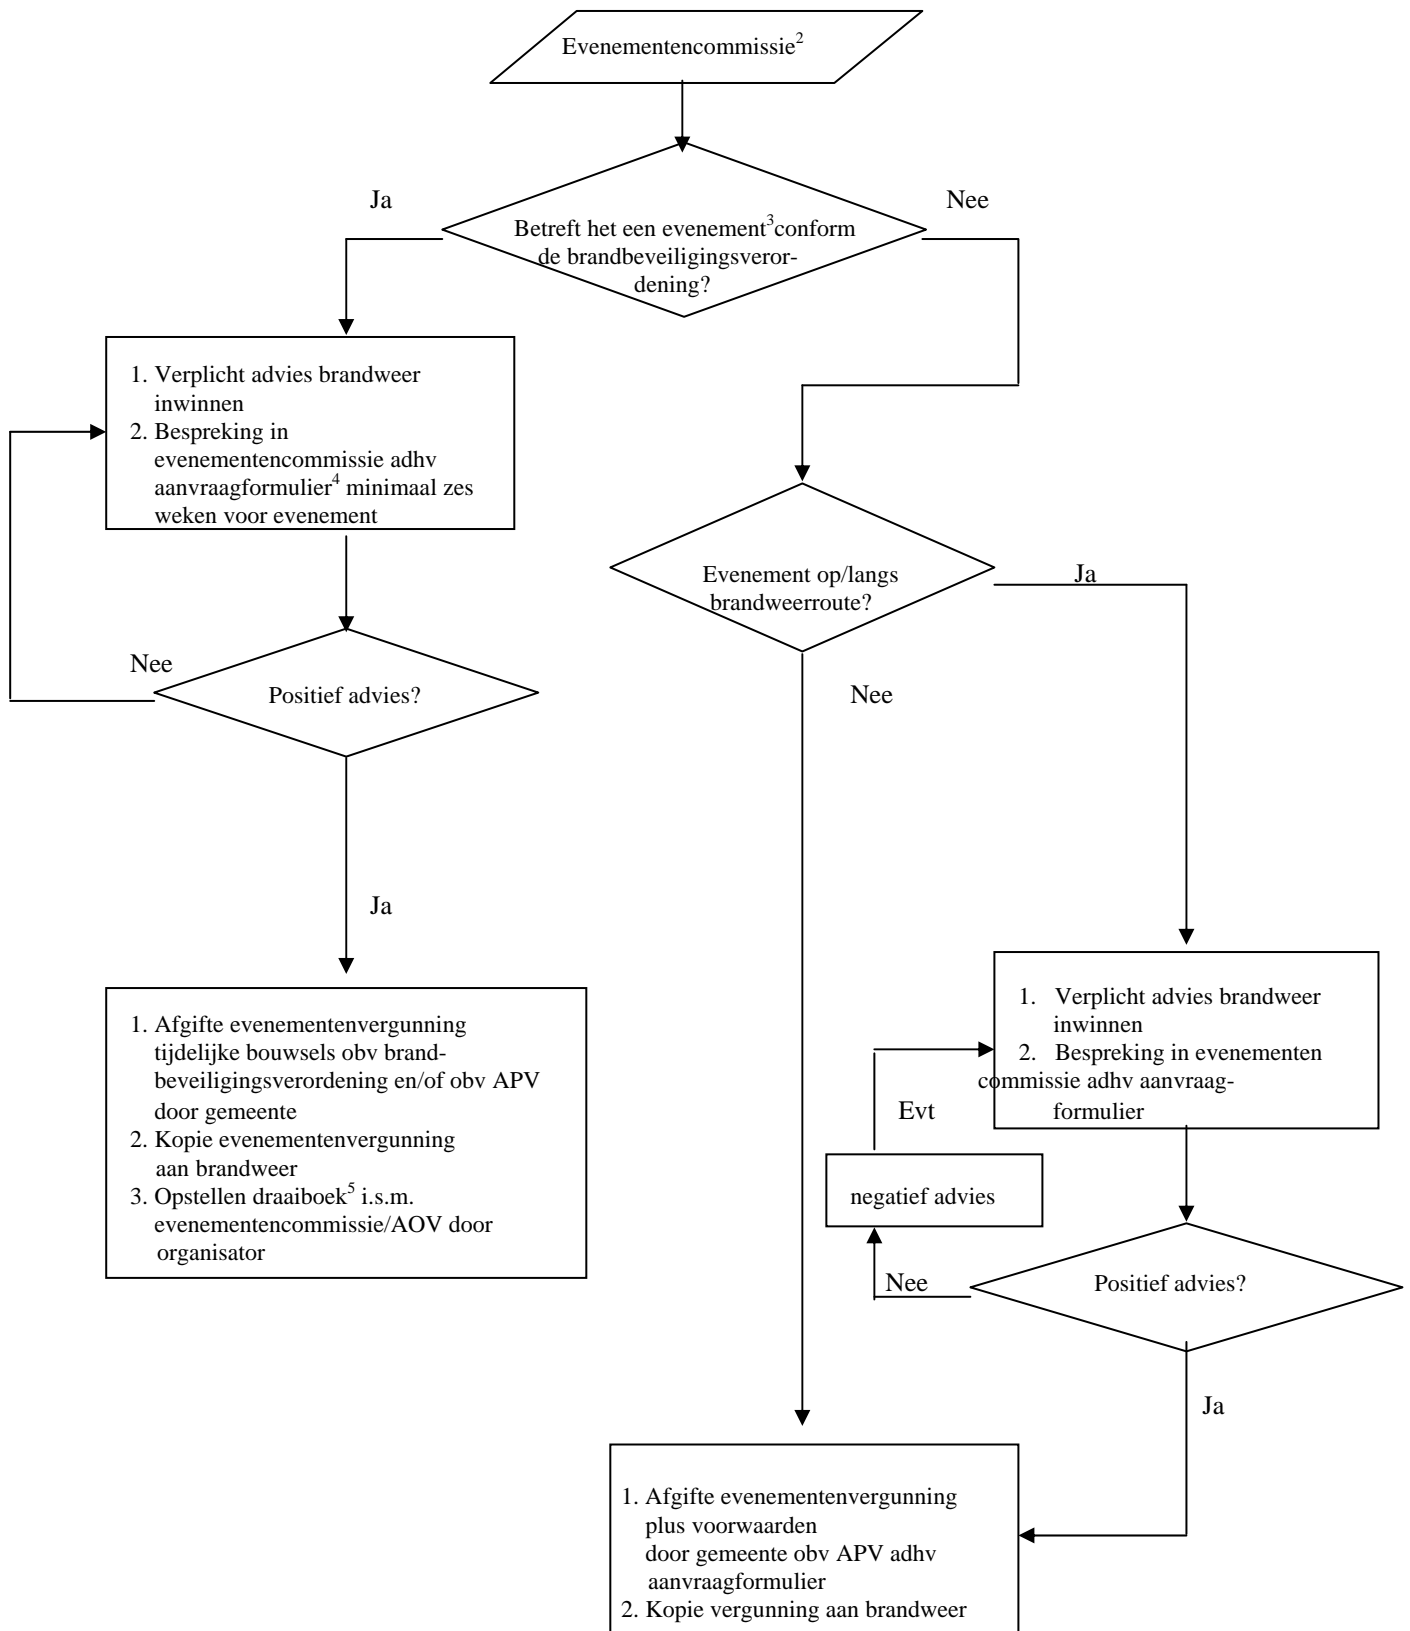 Evenementencommissie²
Ja
Nee
Betreft het een evenement³conform
de brandbeveiligingsveror-
dening?
1. Verplicht advies brandweer
inwinnen
2. Bespreking in
evenementencommissie adhv
aanvraagformulier⁴ minimaal zes
weken voor evenement
Evenement op/langs
brandweerroute?
Ja
Nee
Positief advies?
Nee
Ja
1. Afgifte evenementenvergunning
tijdelijke bouwsels obv brand-
beveiligingsverordening en/of obv APV
door gemeente
2. Kopie evenementenvergunning
aan brandweer
3. Opstellen draaiboek⁵ i.s.m.
evenementencommissie/AOV door
organisator
1. Verplicht advies brandweer
inwinnen
2. Bespreking in evenementen
commissie adhv aanvraag-
formulier
Evt
negatief advies
Nee
Positief advies?
Ja
1. Afgifte evenementenvergunning
plus voorwaarden
door gemeente obv APV adhv
aanvraagformulier
2. Kopie vergunning aan brandweer